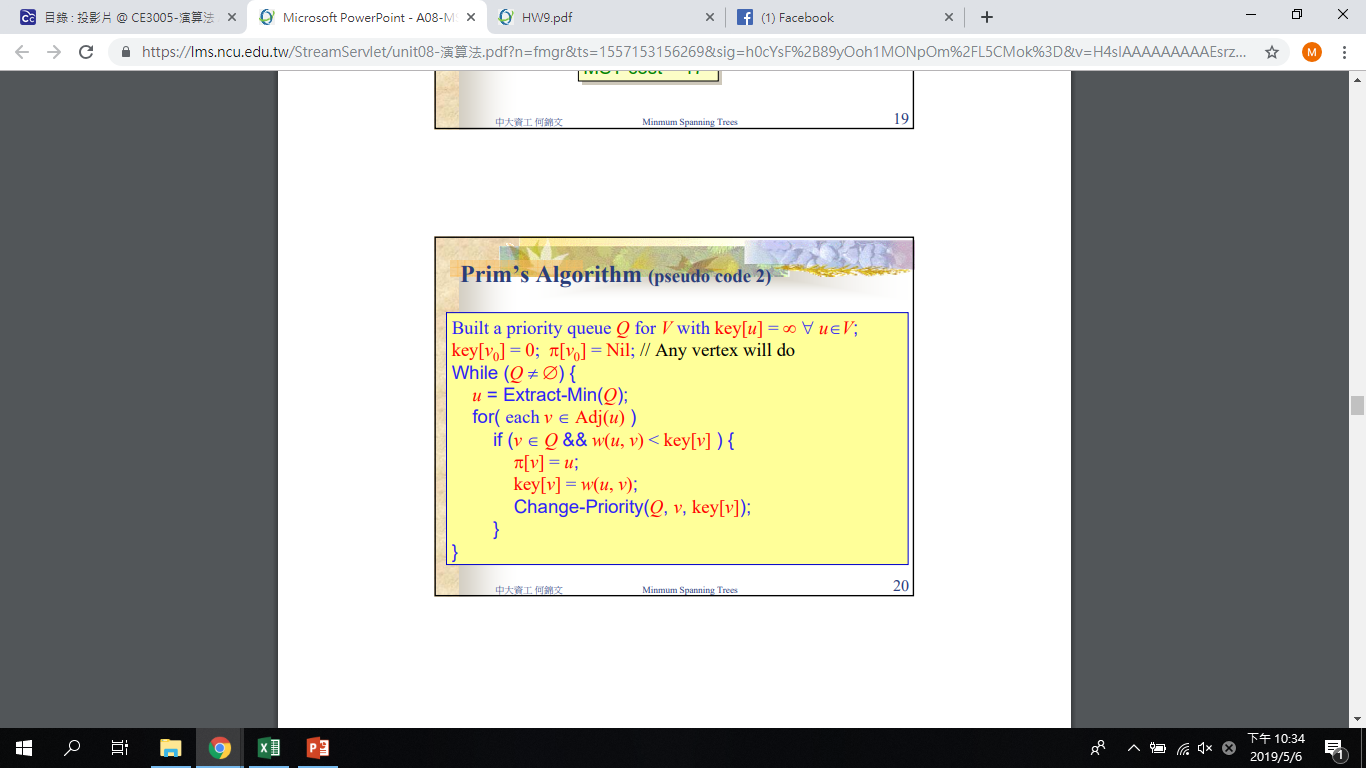 目錄 : 投影片 @ CE3005-演算法
Microsoft PowerPoint - A08-M
HW9.pdf
(1) Facebook
https://lms.ncu.edu.tw/StreamServlet/unit08-演算法.pdf?n=fmgr&ts=1557153156269&sig=h0cYsF%2B89yOoh1MONpOm%2FL5CMok%3D&v=H4sIAAAAAAAAAEsrz...
M
中大資工 何錦文
Minmum Spanning Trees
19
Prim's Algorithm (pseudo code 2)
Built a priority queue Q for V with key[u] = ∞ ∀ u∈V;
key[v0] = 0; π[v0] = Nil; // Any vertex will do
While (Q ≠ ∅) {
u = Extract-Min(Q);
for( each v ∈ Adj(u) )
if (v ∈ Q && w(u, v) < key[v] ) {
π[v] = u;
key[v] = w(u, v);
Change-Priority(Q, v, key[v]);
}
}
中大資工 何錦文
Minmum Spanning Trees
20
下午 10:34
2019/5/6
1